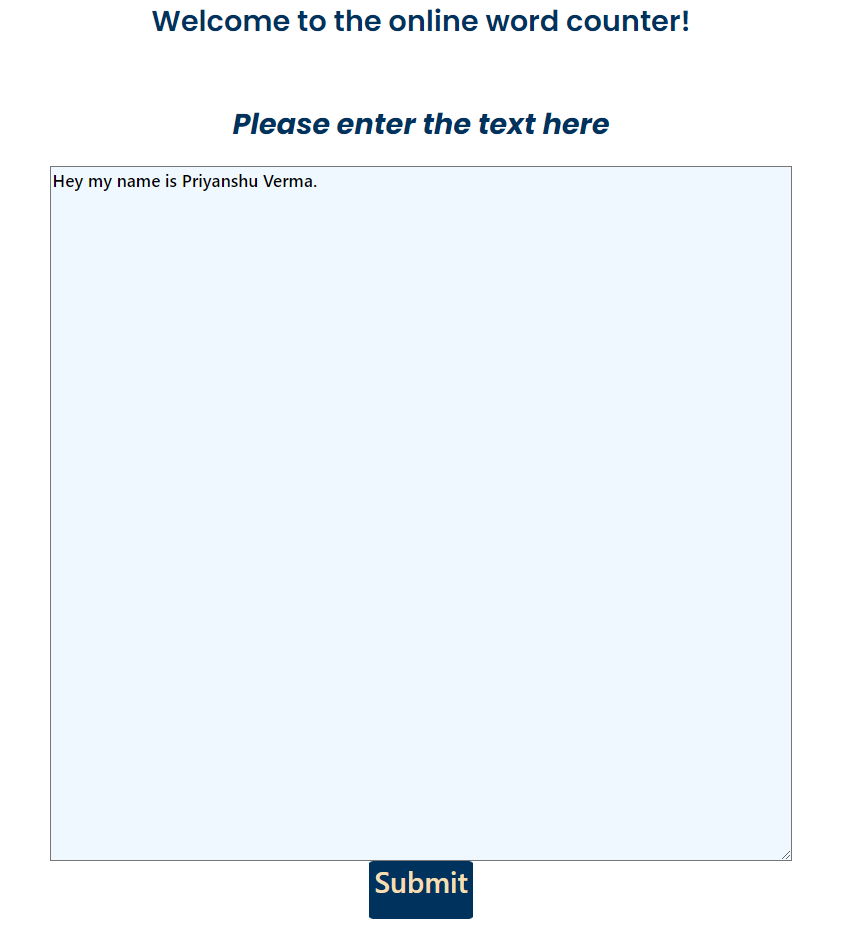 Welcome to the online word counter!
Please enter the text here
Hey my name is Priyanshu Verma.
Submit